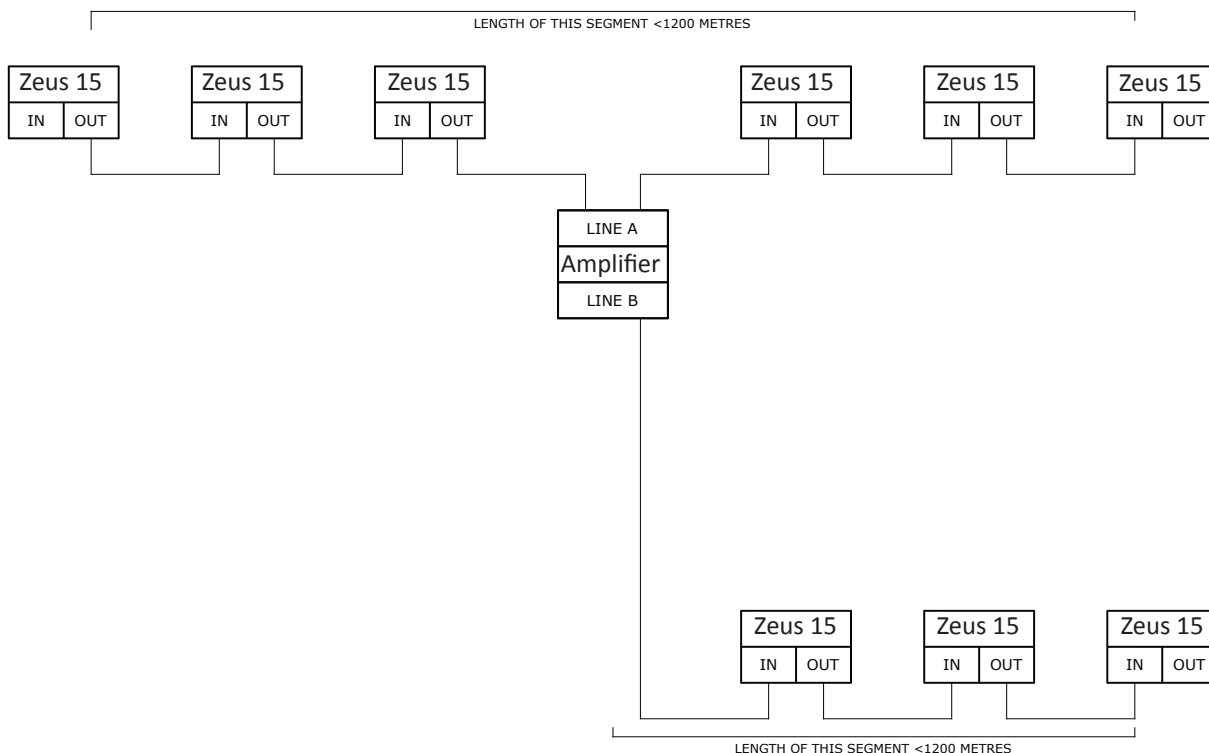 LENGTH OF THIS SEGMENT <1200 METRES
Zeus 15 Zeus 15 Zeus 15 Zeus 15 Zeus 15 Zeus 15
IN OUT IN OUT IN OUT IN OUT IN OUT IN OUT
LINE A
Amplifier
LINE B
Zeus 15 Zeus 15 Zeus 15
IN OUT IN OUT IN OUT
LENGTH OF THIS SEGMENT <1200 METRES